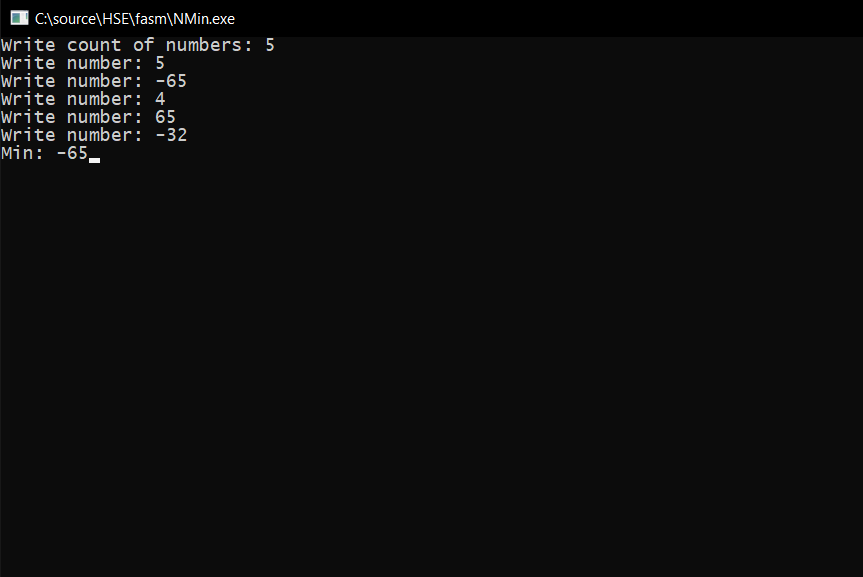 C:\source\HSE\fasm\NMin.exe
Write count of numbers: 5
Write number: 5
Write number: -65
Write number: 4
Write number: 65
Write number: -32
Min: -65